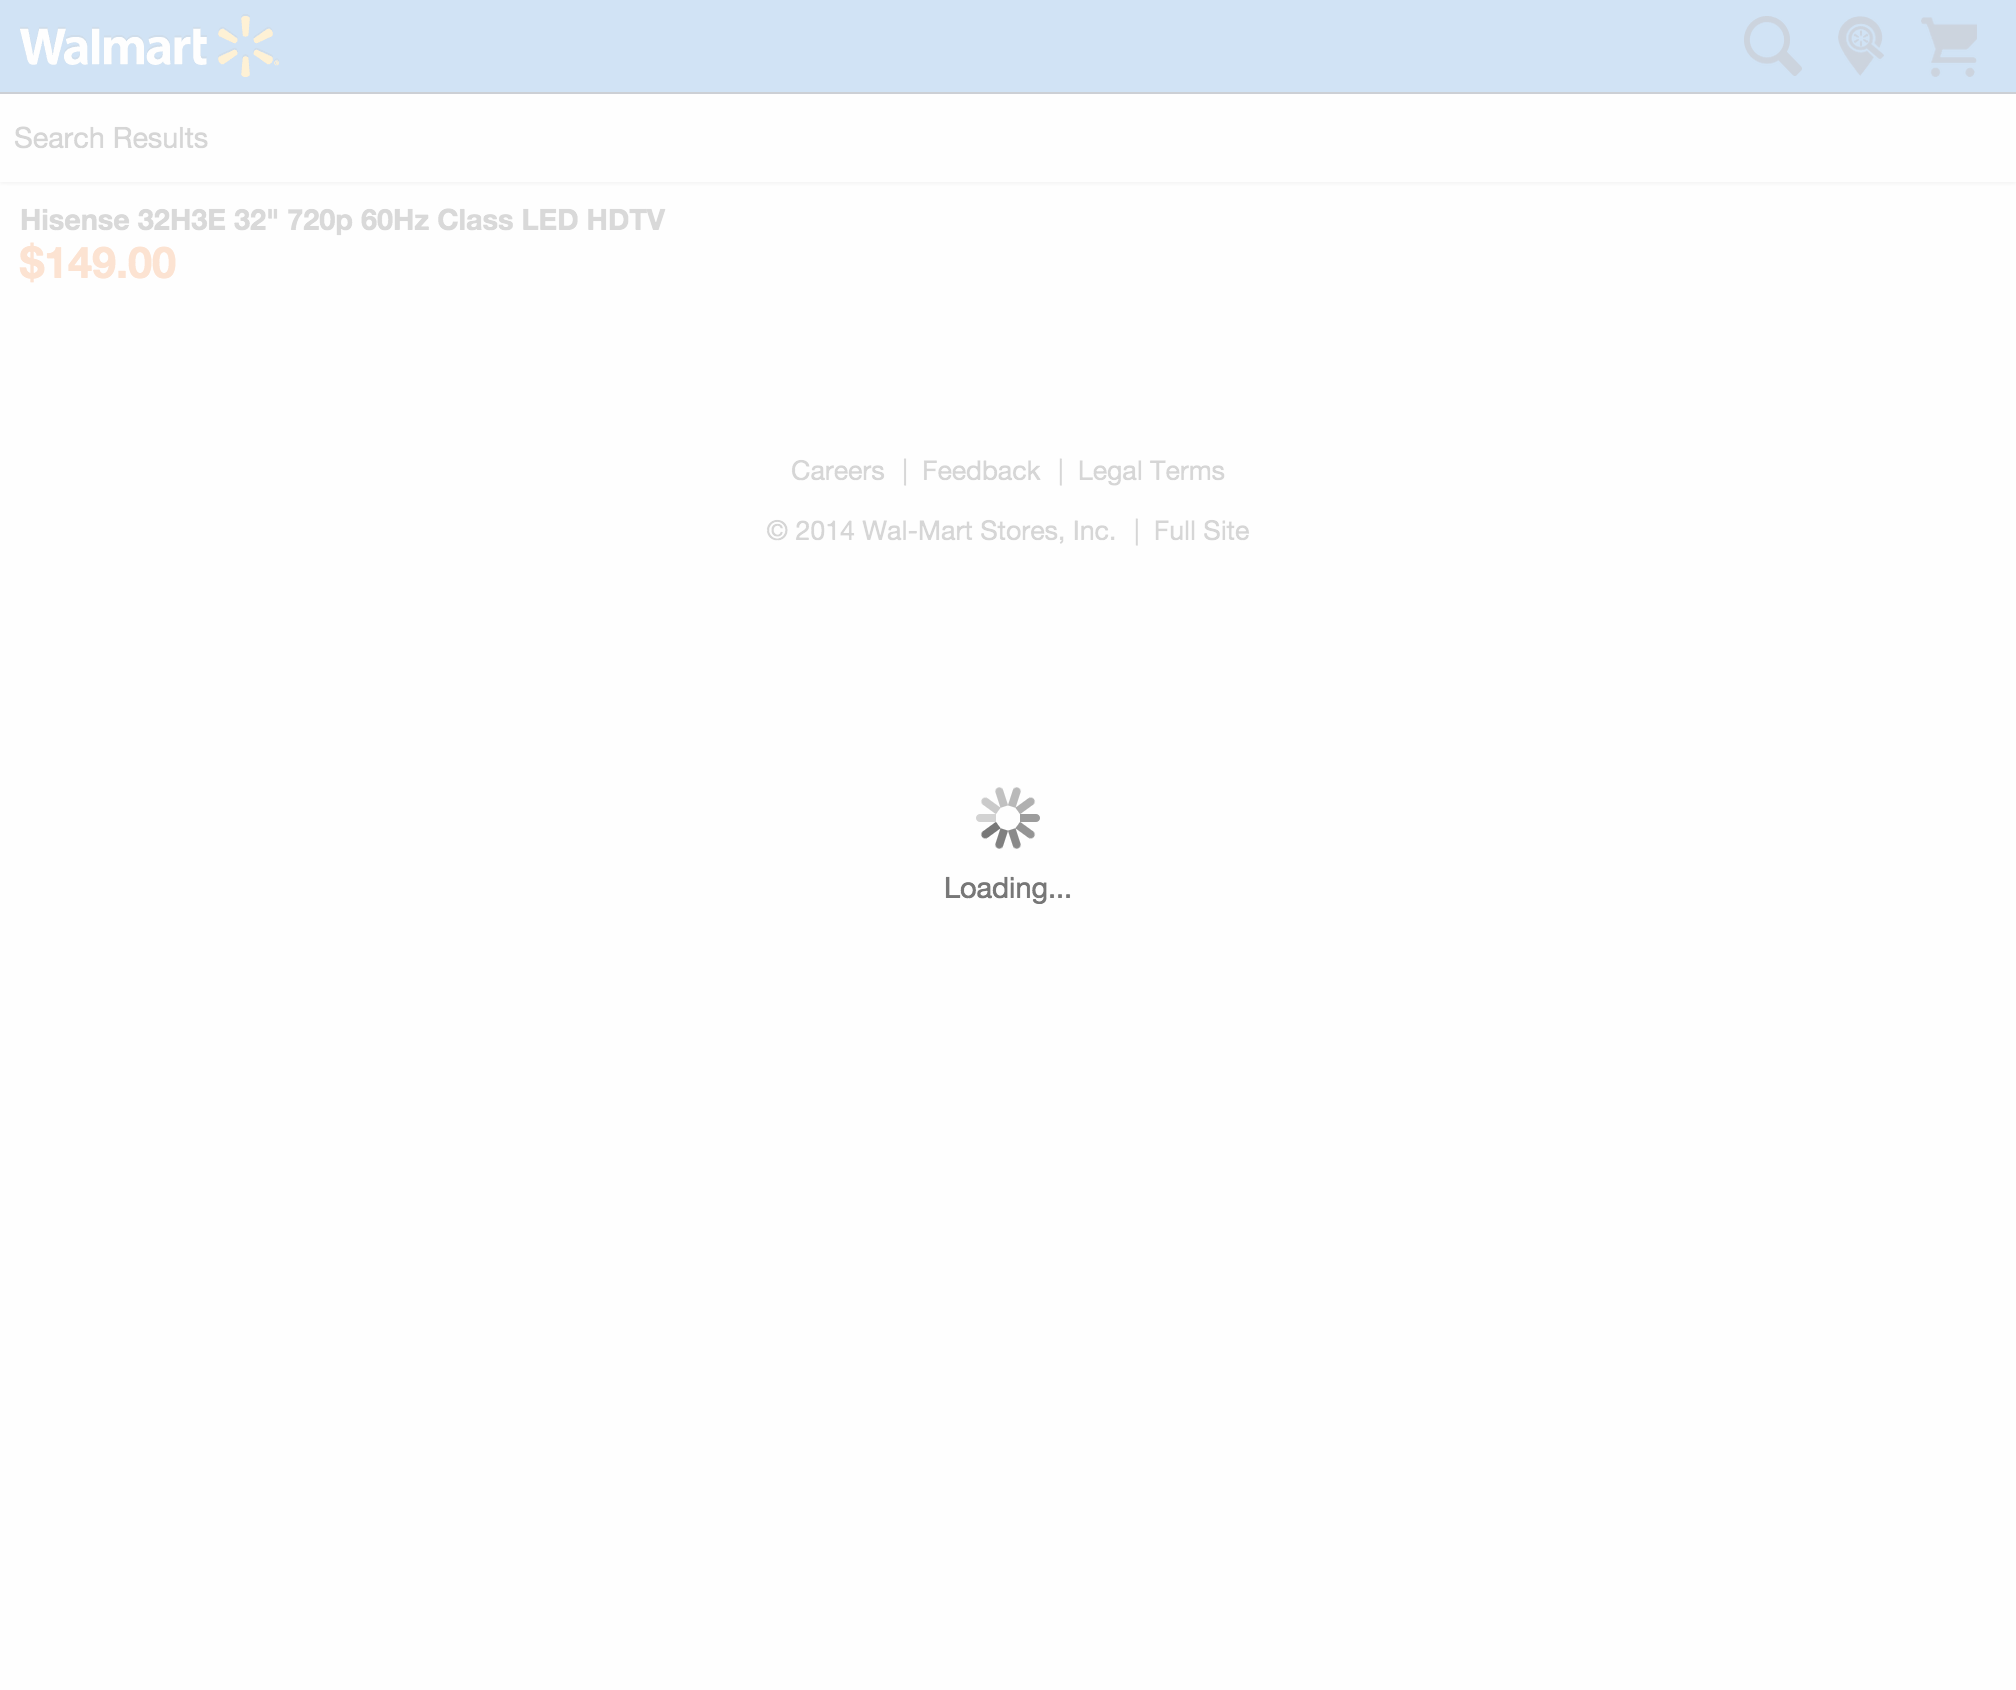 Walmart
Search Results
Hisense 32H3E 32" 720p 60Hz Class LED HDTV
$149.00
Careers | Feedback | Legal Terms
© 2014 Wal-Mart Stores, Inc. | Full Site
Loading...